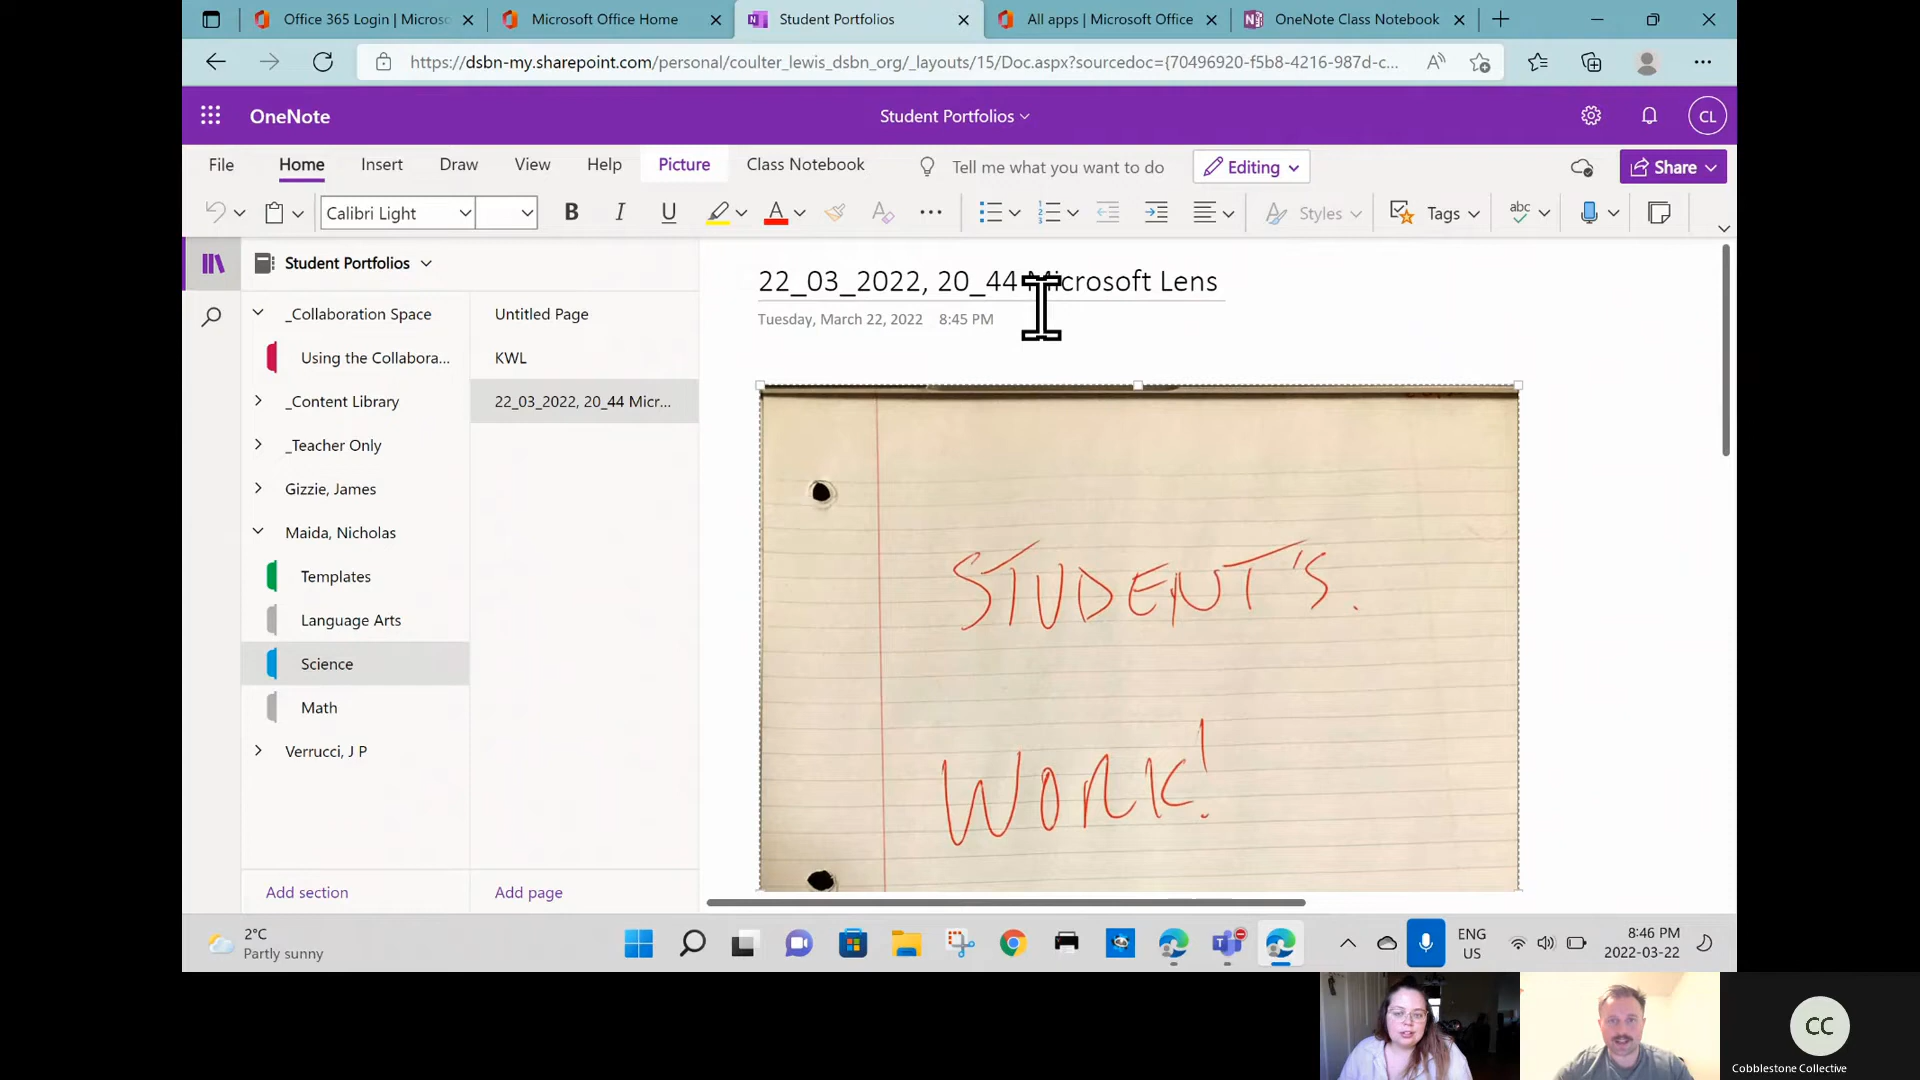 Office 365 Login | Microso
Microsoft Office Home
Student Portfolios
All apps | Microsoft Office
OneNote Class Notebook
https://dsbn-my.sharepoint.com/personal/coulter_lewis_dsbn_org/_layouts/15/Doc.aspx?sourcedoc={70496920-f5b8-4216-987d-c...
OneNote
Student Portfolios
CL
File Home Insert Draw View Help Picture Class Notebook Tell me what you want to do Editing Share
Calibri Light B I U A Styles Tags abc
Student Portfolios
_Collaboration Space
Using the Collabora...
_Content Library
_Teacher Only
Gizzie, James
Maida, Nicholas
Templates
Language Arts
Science
Math
Verrucci, J P
Add section
Untitled Page
KWL
22_03_2022, 20_44 Micr...
Add page
22_03_2022, 20_44 Microsoft Lens
Tuesday, March 22, 2022 8:45 PM
STUDENT'S.
WORK!
2°C
Partly sunny
ENG
US
8:46 PM
2022-03-22
CC
Cobblestone Collective